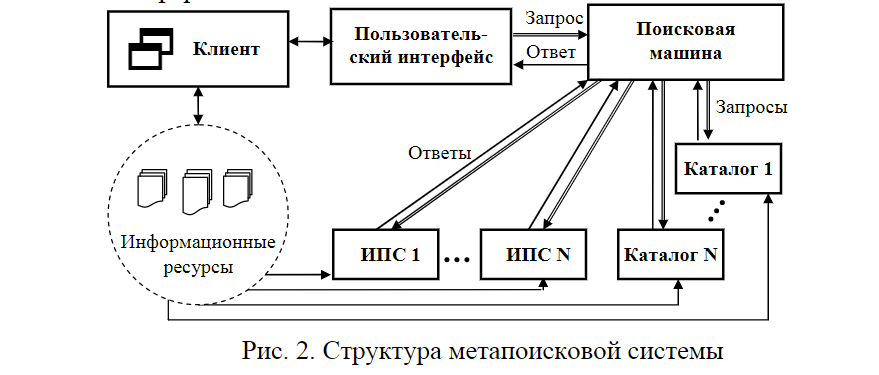 Клиент
Пользователь-
ский интерфейс
Запрос
Ответ
Поисковая
машина
Запросы
Ответы
Каталог 1
Информационные
ресурсы
ИПС 1
ИПС N
Каталог N
Рис. 2. Структура метапоисковой системы